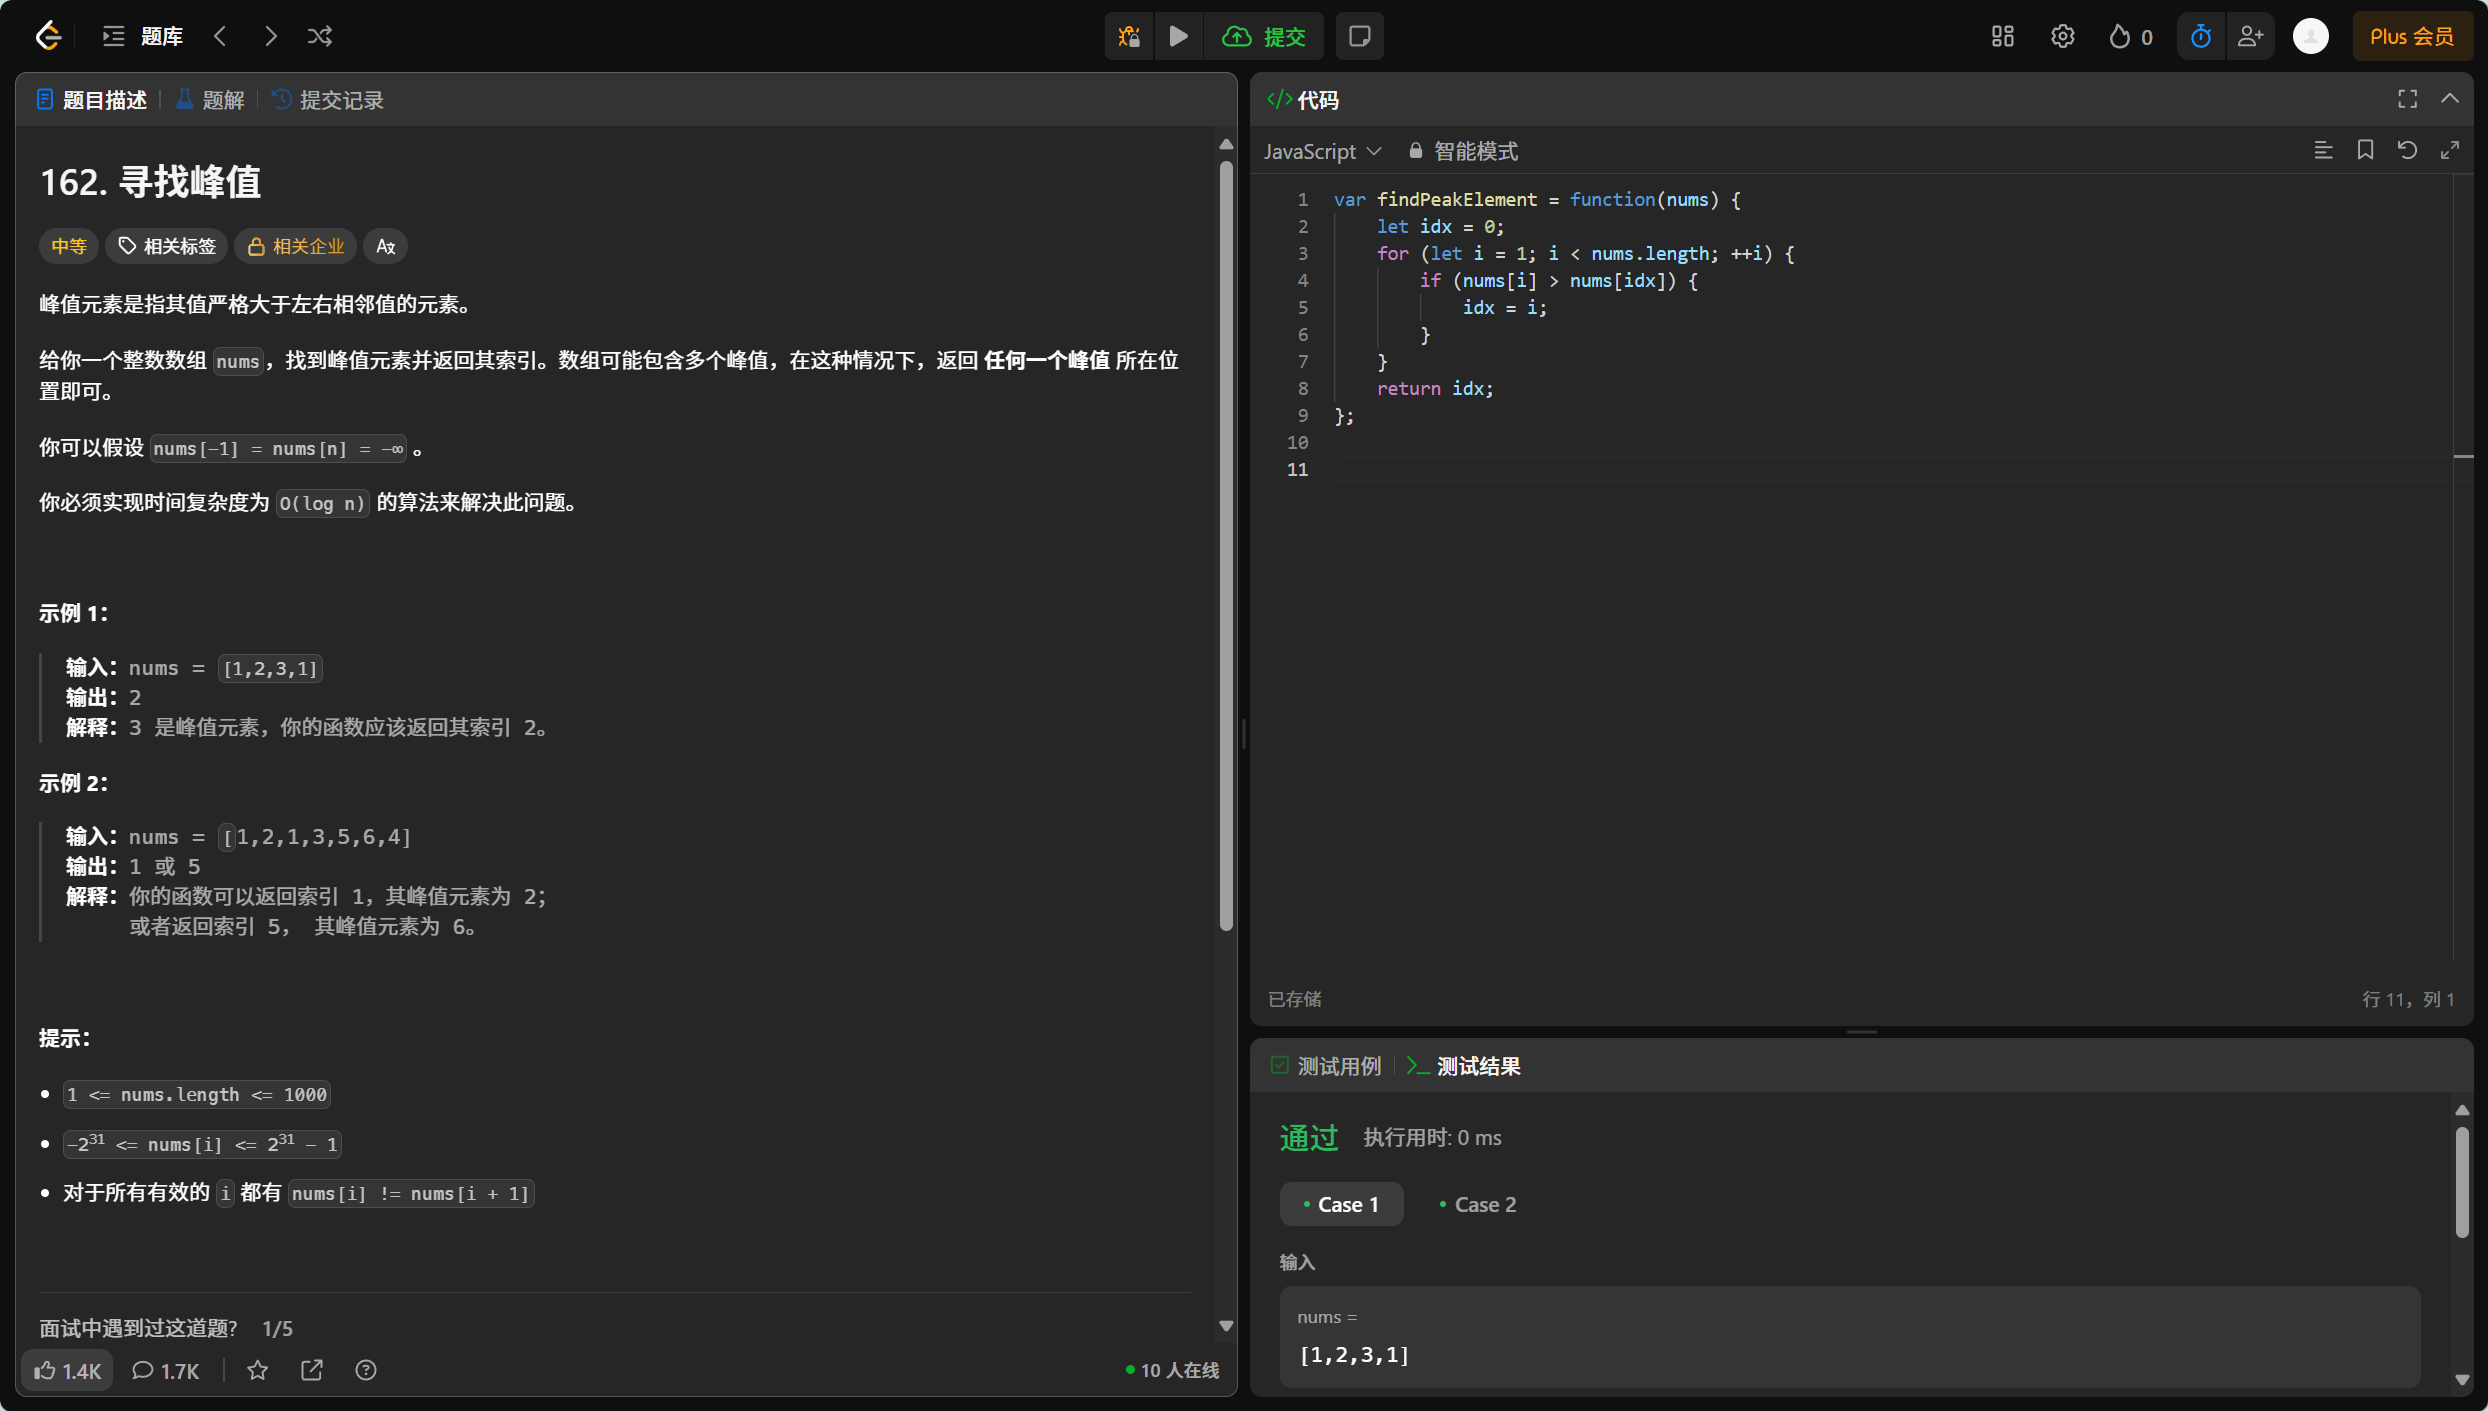 题库
提交
0
Plus 会员
题目描述
题解
提交记录
162. 寻找峰值
中等
相关标签
相关企业
峰值元素是指其值严格大于左右相邻值的元素。
给你一个整数数组 nums，找到峰值元素并返回其索引。数组可能包含多个峰值，在这种情况下，返回 任何一个峰值 所在位
置即可。
你可以假设 nums[-1] = nums[n] = -∞ 。
你必须实现时间复杂度为 O(log n) 的算法来解决此问题。
示例 1：
输入：nums = [1,2,3,1]
输出：2
解释：3 是峰值元素，你的函数应该返回其索引 2。
示例 2：
输入：nums = [1,2,1,3,5,6,4]
输出：1 或 5
解释：你的函数可以返回索引 1，其峰值元素为 2；
或者返回索引 5， 其峰值元素为 6。
提示：
1 <= nums.length <= 1000
-2³¹ <= nums[i] <= 2³¹ - 1
对于所有有效的 i 都有 nums[i] != nums[i + 1]
面试中遇到过这道题? 1/5
1.4K
1.7K
10 人在线
</> 代码
JavaScript
智能模式
1 var findPeakElement = function(nums) {
2 let idx = 0;
3 for (let i = 1; i < nums.length; ++i) {
4 if (nums[i] > nums[idx]) {
5 idx = i;
6 }
7 }
8 return idx;
9 };
10
11
已存储
行 11，列 1
测试用例
测试结果
通过
执行用时: 0 ms
Case 1
Case 2
输入
nums =
[1,2,3,1]